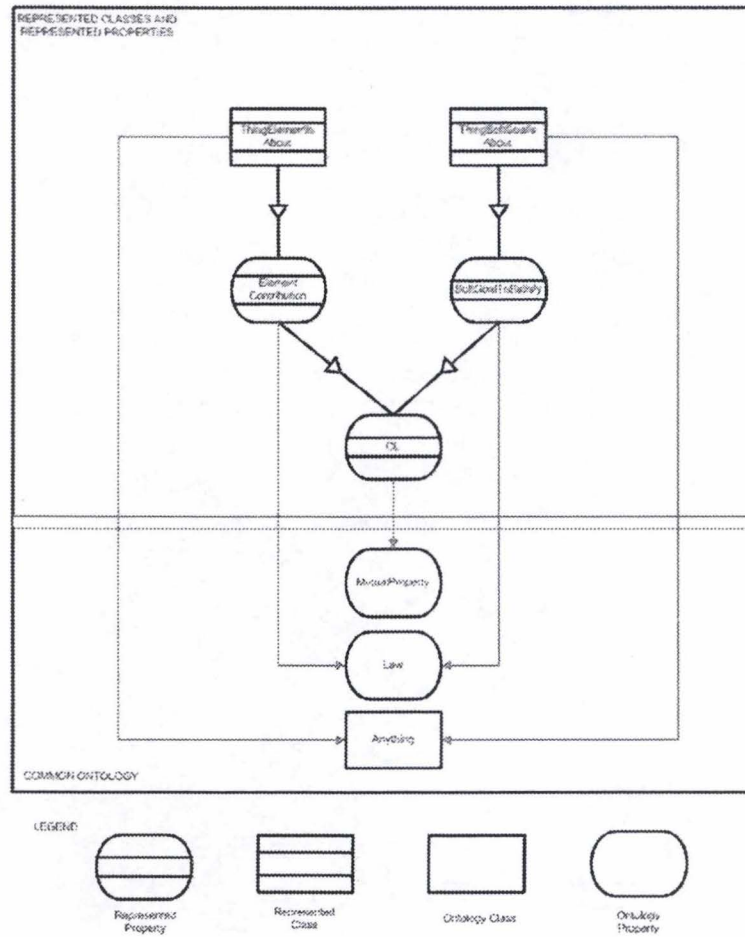 REPRESENTED CLASSES AND
REPRESENTED PROPERTIES
ThingElementIs
About
ThingSoftGoalIs
About
Element
Contribution
SoftGoalToSatisfy
CL
MutualProperty
Law
Anything
COMMON ONTOLOGY
LEGEND
Represented
Property
Represented
Class
Ontology Class
Ontology
Property